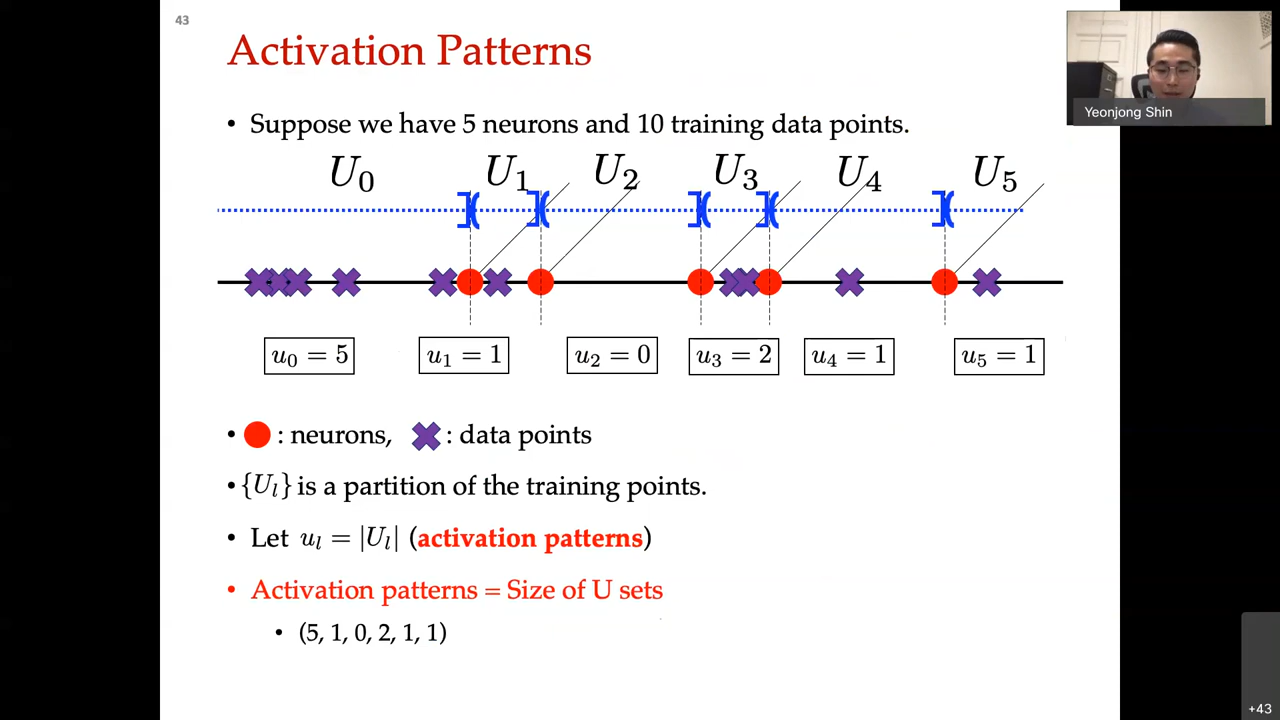 43
Activation Patterns
Yeonjong Shin
• Suppose we have 5 neurons and 10 training data points.
U₀ U₁ U₂ U₃ U₄ U₅
u₀ = 5 u₁ = 1 u₂ = 0 u₃ = 2 u₄ = 1 u₅ = 1
• : neurons, : data points
• {Uₗ} is a partition of the training points.
• Let uₗ = |Uₗ| (activation patterns)
• Activation patterns = Size of U sets
• (5, 1, 0, 2, 1, 1)
+43